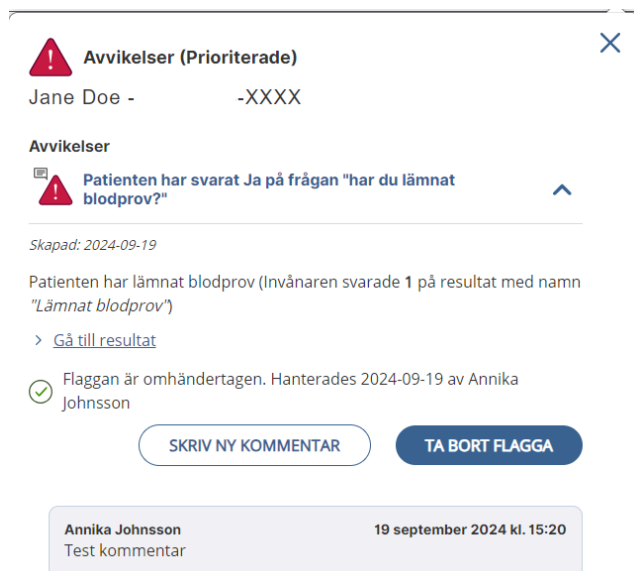 Avvikelser (Prioriterade)
Jane Doe - -XXXX
Avvikelser
Patienten har svarat Ja på frågan "har du lämnat
blodprov?"
Skapad: 2024-09-19
Patienten har lämnat blodprov (Invånaren svarade 1 på resultat med namn
"Lämnat blodprov")
Gå till resultat
Flaggan är omhändertagen. Hanterades 2024-09-19 av Annika
Johnsson
SKRIV NY KOMMENTAR TA BORT FLAGGA
Annika Johnsson 19 september 2024 kl. 15:20
Test kommentar